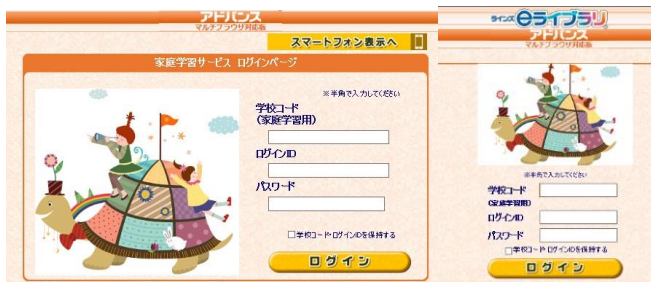 アドバンス
マルチブラウザ対応版
スマートフォン表示へ
家庭学習サービス ログインページ
※半角で入力してください
学校コード
(家庭学習用)
ログインID
パスワード
学校コード・ログインIDを保持する
ログイン
ラインズeライブラリ
アドバンス
マルチブラウザ対応版
※半角で入力してください
学校コード
(家庭学習用)
ログインID
パスワード
学校コード・ログインIDを保持する
ログイン